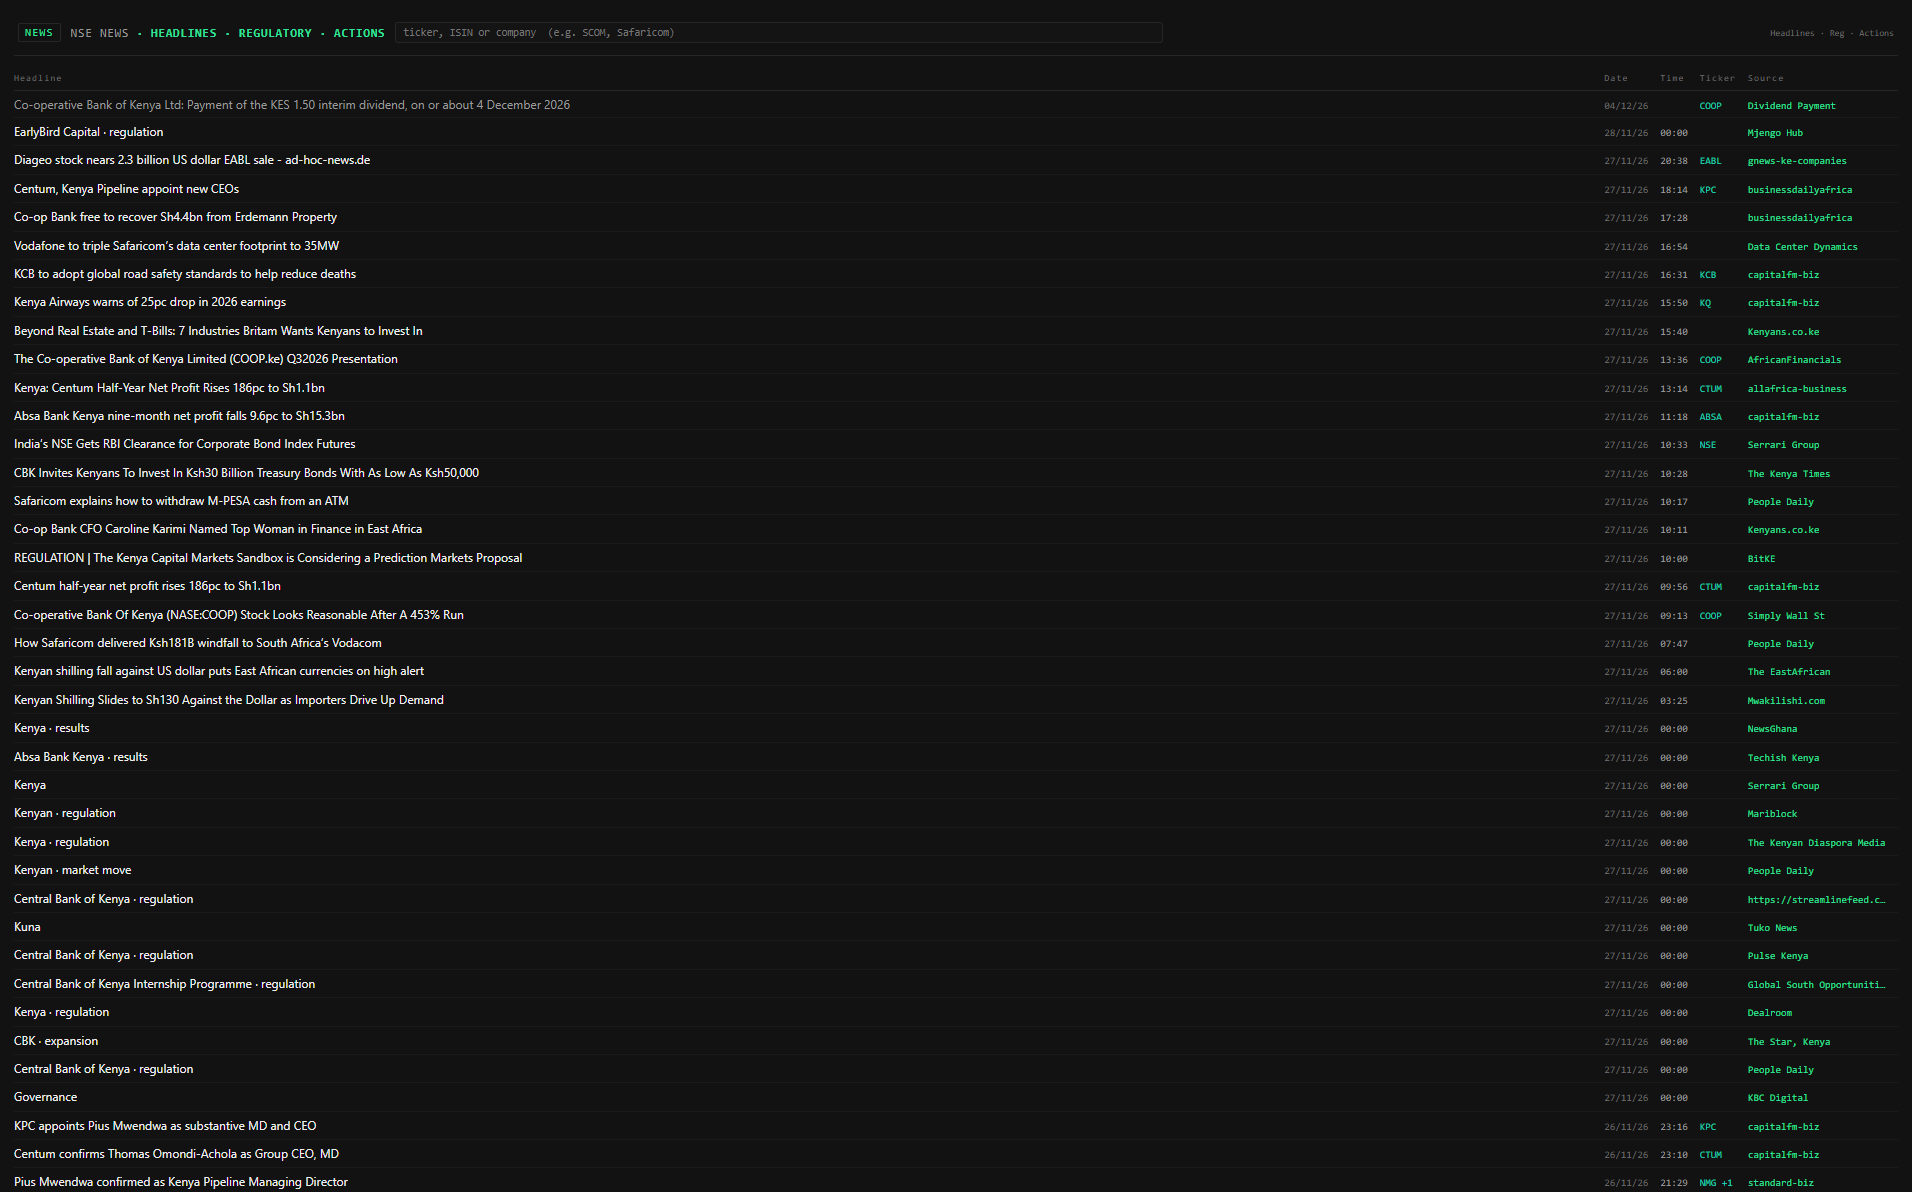 NEWS NSE NEWS · HEADLINES · REGULATORY · ACTIONS ticker, ISIN or company (e.g. SCOM, Safaricom) Headlines · Reg · Actions
Headline Date Time Ticker Source
Co-operative Bank of Kenya Ltd: Payment of the KES 1.50 interim dividend, on or about 4 December 2026 04/12/26 COOP Dividend Payment
EarlyBird Capital · regulation 28/11/26 00:00 Mjengo Hub
Diageo stock nears 2.3 billion US dollar EABL sale - ad-hoc-news.de 27/11/26 20:38 EABL gnews-ke-companies
Centum, Kenya Pipeline appoint new CEOs 27/11/26 18:14 KPC businessdailyafrica
Co-op Bank free to recover Sh4.4bn from Erdemann Property 27/11/26 17:28 businessdailyafrica
Vodafone to triple Safaricom's data center footprint to 35MW 27/11/26 16:54 Data Center Dynamics
KCB to adopt global road safety standards to help reduce deaths 27/11/26 16:31 KCB capitalfm-biz
Kenya Airways warns of 25pc drop in 2026 earnings 27/11/26 15:50 KQ capitalfm-biz
Beyond Real Estate and T-Bills: 7 Industries Britam Wants Kenyans to Invest In 27/11/26 15:40 Kenyans.co.ke
The Co-operative Bank of Kenya Limited (COOP.ke) Q32026 Presentation 27/11/26 13:36 COOP AfricanFinancials
Kenya: Centum Half-Year Net Profit Rises 186pc to Sh1.1bn 27/11/26 13:14 CTUM allafrica-business
Absa Bank Kenya nine-month net profit falls 9.6pc to Sh15.3bn 27/11/26 11:18 ABSA capitalfm-biz
India's NSE Gets RBI Clearance for Corporate Bond Index Futures 27/11/26 10:33 NSE Serrari Group
CBK Invites Kenyans To Invest In Ksh30 Billion Treasury Bonds With As Low As Ksh50,000 27/11/26 10:28 The Kenya Times
Safaricom explains how to withdraw M-PESA cash from an ATM 27/11/26 10:17 People Daily
Co-op Bank CFO Caroline Karimi Named Top Woman in Finance in East Africa 27/11/26 10:11 Kenyans.co.ke
REGULATION | The Kenya Capital Markets Sandbox is Considering a Prediction Markets Proposal 27/11/26 10:00 BitKE
Centum half-year net profit rises 186pc to Sh1.1bn 27/11/26 09:56 CTUM capitalfm-biz
Co-operative Bank Of Kenya (NASE:COOP) Stock Looks Reasonable After A 453% Run 27/11/26 09:13 COOP Simply Wall St
How Safaricom delivered Ksh181B windfall to South Africa's Vodacom 27/11/26 07:47 People Daily
Kenyan shilling fall against US dollar puts East African currencies on high alert 27/11/26 06:00 The EastAfrican
Kenyan Shilling Slides to Sh130 Against the Dollar as Importers Drive Up Demand 27/11/26 03:25 Mwakilishi.com
Kenya · results 27/11/26 00:00 NewsGhana
Absa Bank Kenya · results 27/11/26 00:00 Techish Kenya
Kenya 27/11/26 00:00 Serrari Group
Kenyan · regulation 27/11/26 00:00 Mariblock
Kenya · regulation 27/11/26 00:00 The Kenyan Diaspora Media
Kenyan · market move 27/11/26 00:00 People Daily
Central Bank of Kenya · regulation 27/11/26 00:00 https://streamlinefeed.c…
Kuna 27/11/26 00:00 Tuko News
Central Bank of Kenya · regulation 27/11/26 00:00 Pulse Kenya
Central Bank of Kenya Internship Programme · regulation 27/11/26 00:00 Global South Opportuniti…
Kenya · regulation 27/11/26 00:00 Dealroom
CBK · expansion 27/11/26 00:00 The Star, Kenya
Central Bank of Kenya · regulation 27/11/26 00:00 People Daily
Governance 27/11/26 00:00 KBC Digital
KPC appoints Pius Mwendwa as substantive MD and CEO 26/11/26 23:16 KPC capitalfm-biz
Centum confirms Thomas Omondi-Achola as Group CEO, MD 26/11/26 23:10 CTUM capitalfm-biz
Pius Mwendwa confirmed as Kenya Pipeline Managing Director 26/11/26 21:29 NMG +1 standard-biz